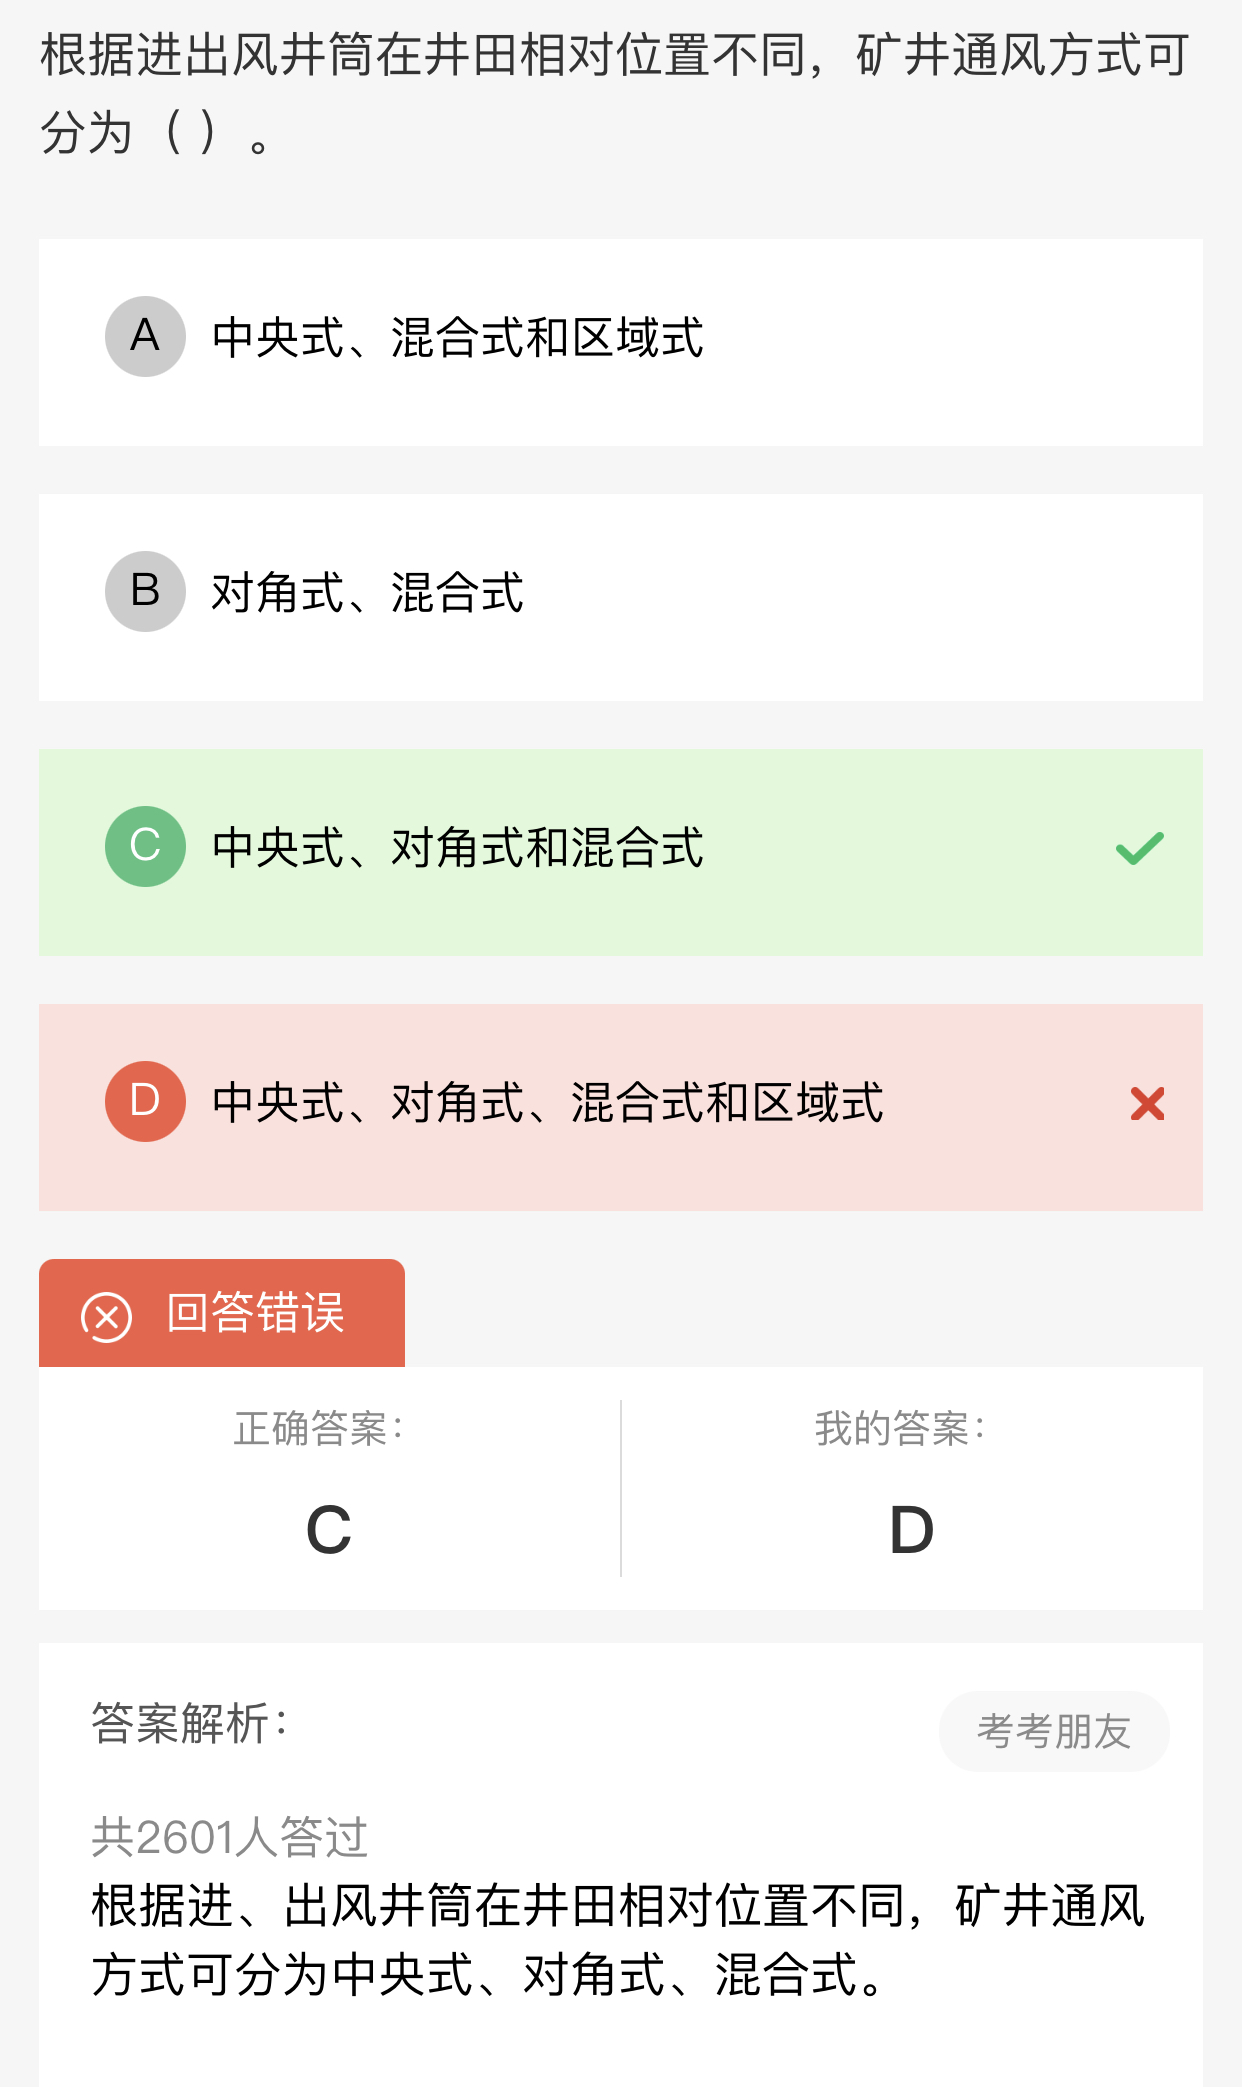 根据进出风井筒在井田相对位置不同，矿井通风方式可
分为（ ）。
A 中央式、混合式和区域式
B 对角式、混合式
C 中央式、对角式和混合式
D 中央式、对角式、混合式和区域式
回答错误
正确答案： 我的答案：
C D
答案解析： 考考朋友
共2601人答过
根据进、出风井筒在井田相对位置不同，矿井通风
方式可分为中央式、对角式、混合式。